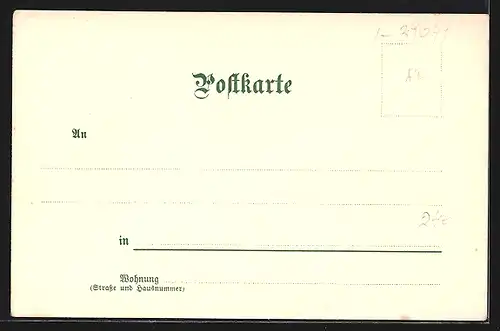 Postkarte
An
in
Wohnung
(Straße und Hausnummer)